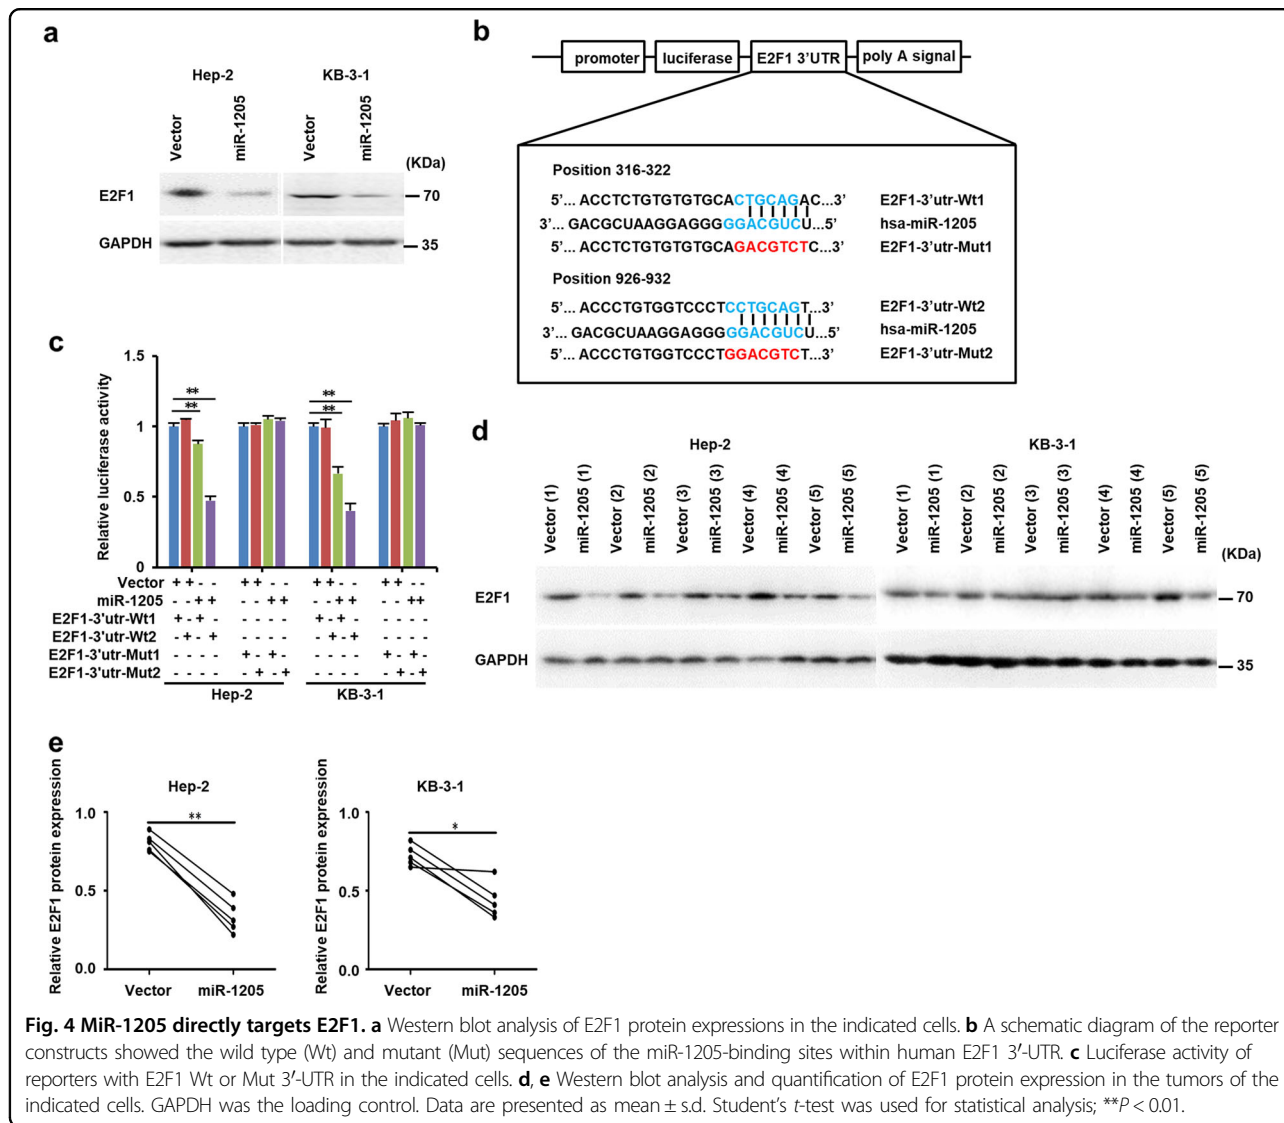 a
Hep-2 KB-3-1
Vector miR-1205 Vector miR-1205
(KDa)
E2F1 70
GAPDH 35
b
promoter luciferase E2F1 3'UTR poly A signal
Position 316-322
5'... ACCTCTGTGTGTGCACTGCAGAC...3' E2F1-3'utr-Wt1
3'... GACGCUAAGGAGGGGGACGUCU...5' hsa-miR-1205
5'... ACCTCTGTGTGTGCAGACGTCTC...3' E2F1-3'utr-Mut1
Position 926-932
5'... ACCCTGTGGTCCCTCCTGCAGT...3' E2F1-3'utr-Wt2
3'... GACGCUAAGGAGGGGGACGUCU...5' hsa-miR-1205
5'... ACCCTGTGGTCCCTGGACGTCT...3' E2F1-3'utr-Mut2
c
Relative luciferase activity
1.5
1
0.5
0
** ** ** **
Vector ++-- ++-- ++-- ++--
miR-1205 --++ --++ --++ --++
E2F1-3'utr-Wt1 +-+- ---- +-+- ----
E2F1-3'utr-Wt2 -+-+ ---- -+-+ ----
E2F1-3'utr-Mut1 ---- +-+- ---- +-+-
E2F1-3'utr-Mut2 ---- -+-+ ---- -+-+
Hep-2 KB-3-1
d
Hep-2 KB-3-1
Vector (1) miR-1205 (1) Vector (2) miR-1205 (2) Vector (3) miR-1205 (3) Vector (4) miR-1205 (4) Vector (5) miR-1205 (5) Vector (1) miR-1205 (1) Vector (2) miR-1205 (2) Vector (3) miR-1205 (3) Vector (4) miR-1205 (4) Vector (5) miR-1205 (5)
(KDa)
E2F1 70
GAPDH 35
e
Hep-2
Relative E2F1 protein expression
1.0
0.5
0.0
**
Vector miR-1205
KB-3-1
Relative E2F1 protein expression
1.0
0.5
0.0
*
Vector miR-1205
Fig. 4 MiR-1205 directly targets E2F1. a Western blot analysis of E2F1 protein expressions in the indicated cells. b A schematic diagram of the reporter
constructs showed the wild type (Wt) and mutant (Mut) sequences of the miR-1205-binding sites within human E2F1 3′-UTR. c Luciferase activity of
reporters with E2F1 Wt or Mut 3′-UTR in the indicated cells. d, e Western blot analysis and quantification of E2F1 protein expression in the tumors of the
indicated cells. GAPDH was the loading control. Data are presented as mean ± s.d. Student's t-test was used for statistical analysis; **P < 0.01.